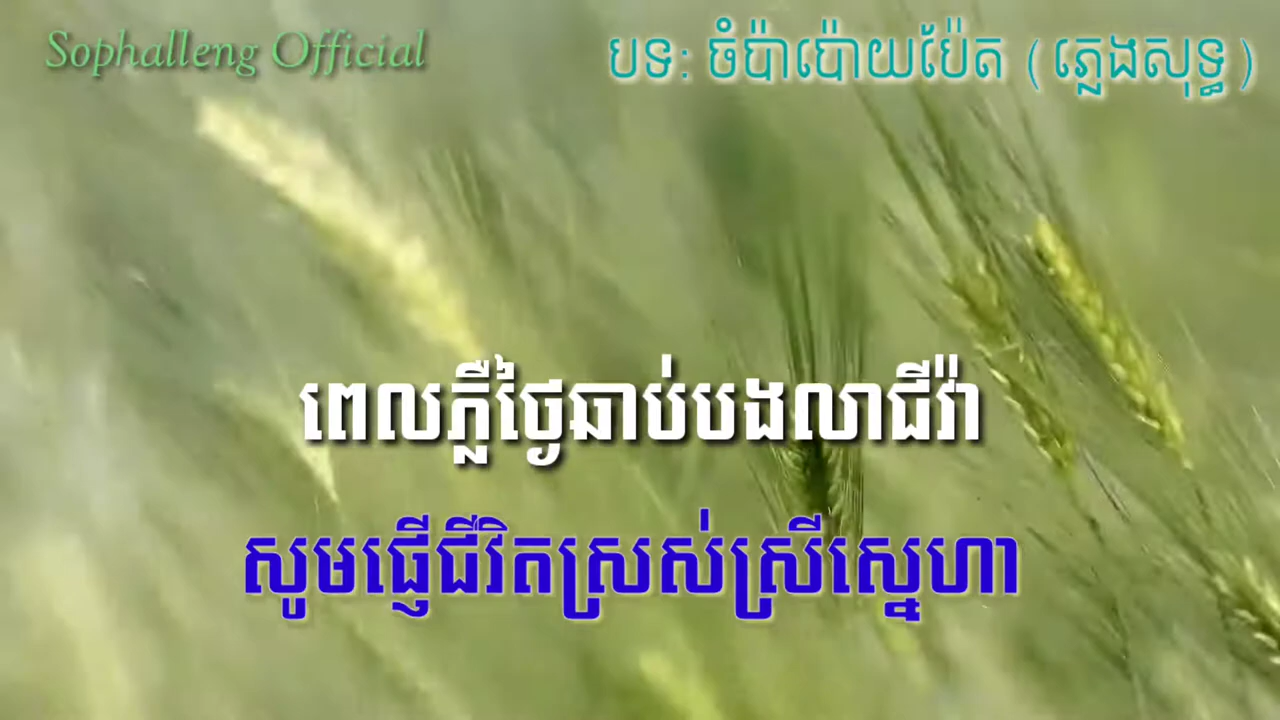 Sophalleng Official
បទ: ចំប៉ាប៉ោយប៉ែត (ភ្លេងសុទ្ធ)
ពេលភ្លឺថ្ងៃឆាប់បងលាជីវ៉ា
សូមផ្ញើជីវិតស្រស់ស្រីស្នេហា